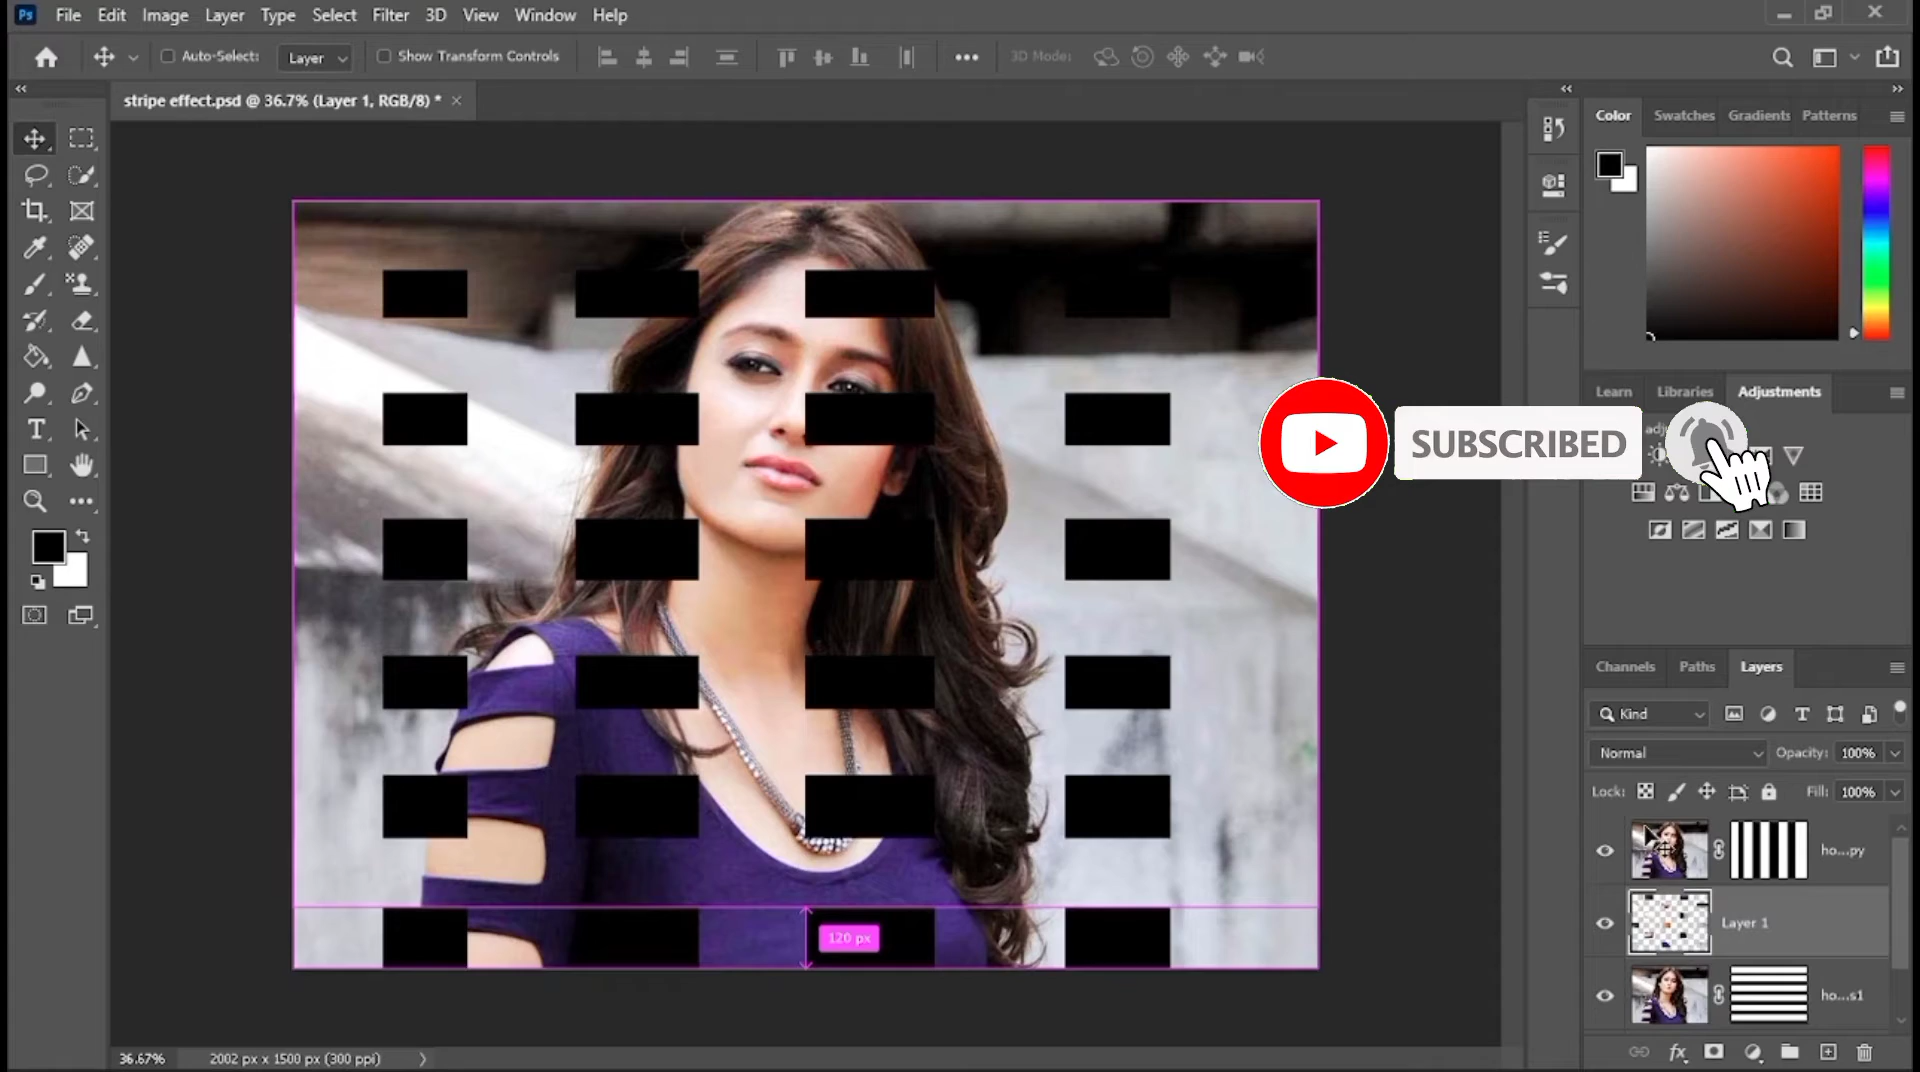 Ps File Edit Image Layer Type Select Filter 3D View Window Help
Auto-Select: Layer Show Transform Controls 3D Mode:
stripe effect.psd @ 36.7% (Layer 1, RGB/8) *
Color Swatches Gradients Patterns
Learn Libraries Adjustments
SUBSCRIBED
Channels Paths Layers
Kind
Normal Opacity: 100%
Lock: Fill: 100%
ho...py
Layer 1
ho...s1
120 px
36.67% 2002 px x 1500 px (300 ppi)
fx